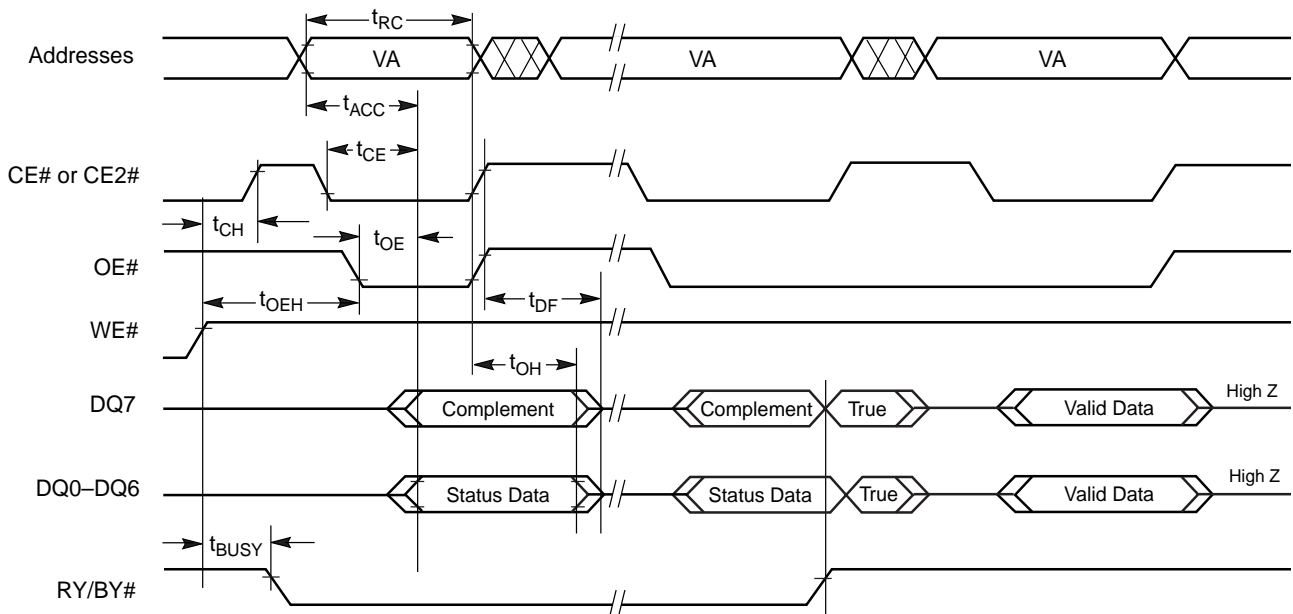 tRC
Addresses VA VA VA
tACC
tCE
CE# or CE2#
tCH
tOE
OE#
tOEH
tDF
WE#
tOH
DQ7 Complement Complement True Valid Data High Z
DQ0–DQ6 Status Data Status Data True Valid Data High Z
tBUSY
RY/BY#